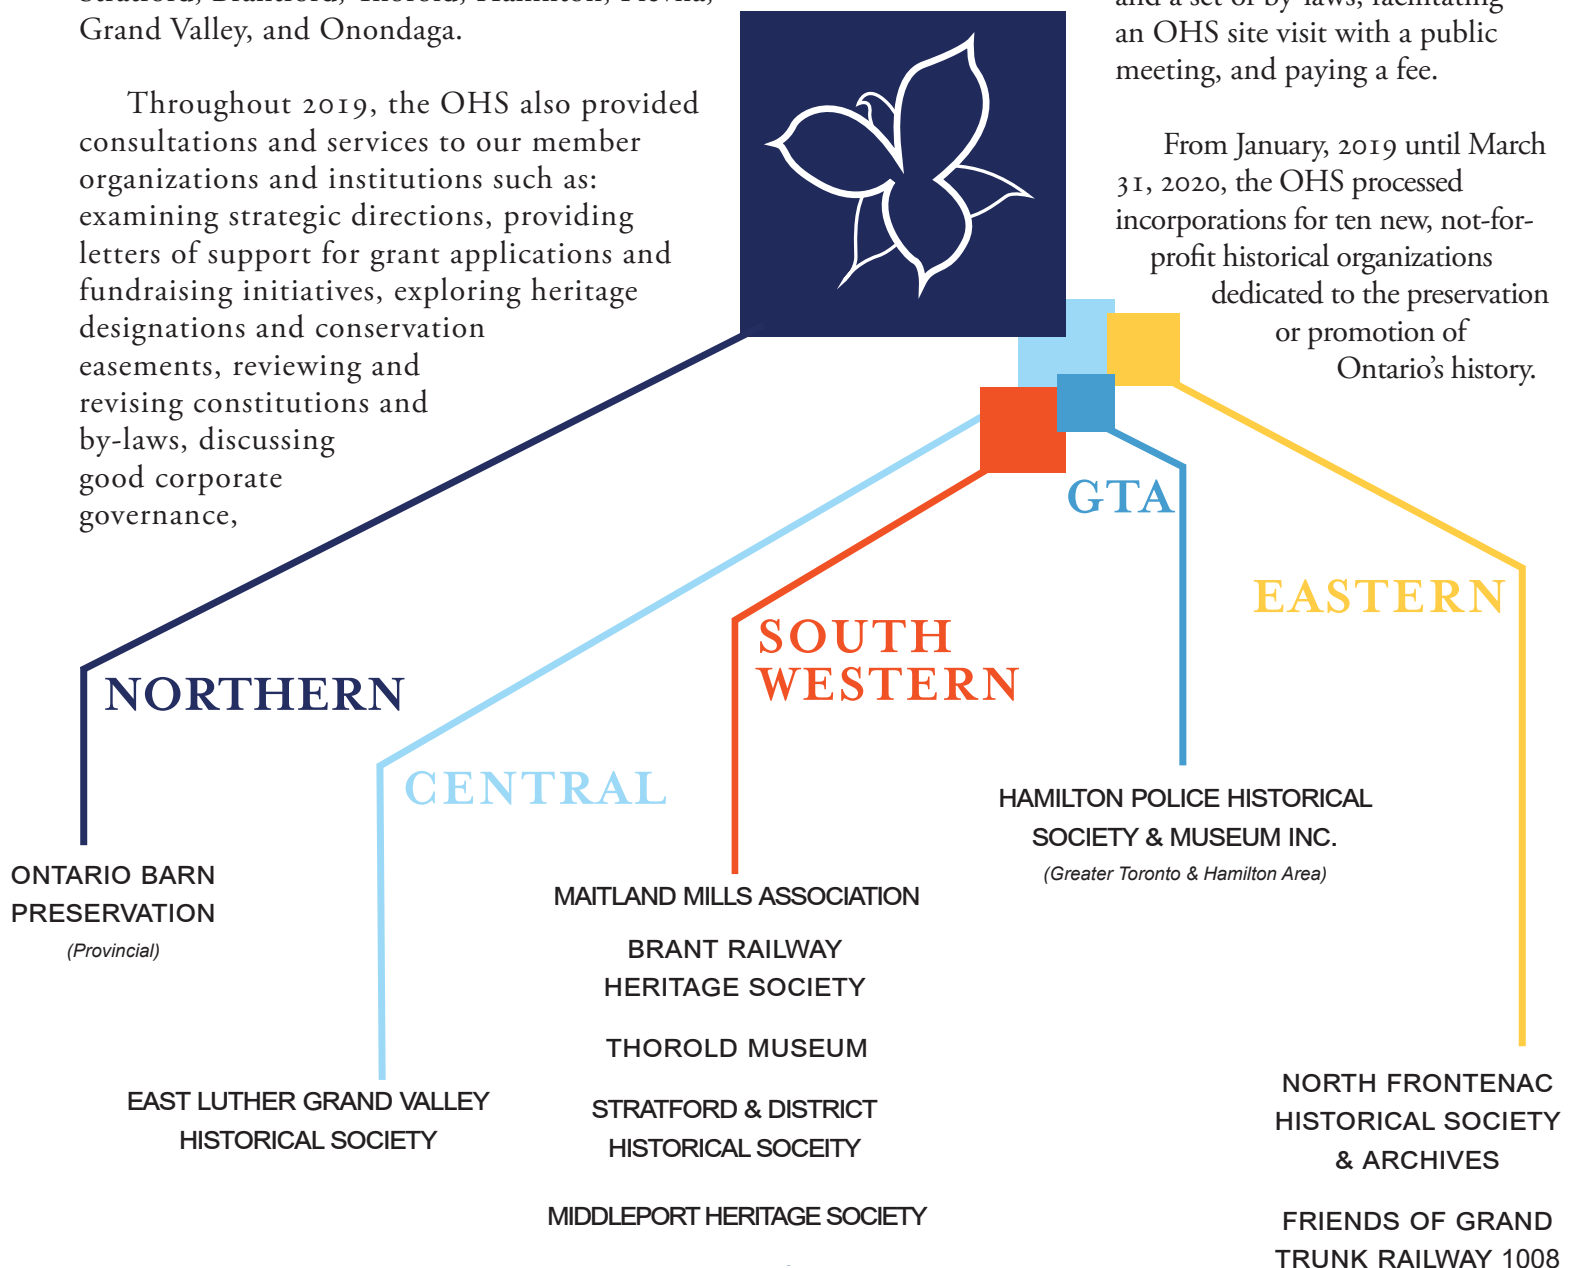 Grand Valley, and Onondaga.
Throughout 2019, the OHS also provided
consultations and services to our member
organizations and institutions such as:
examining strategic directions, providing
letters of support for grant applications and
fundraising initiatives, exploring heritage
designations and conservation
easements, reviewing and
revising constitutions and
by-laws, discussing
good corporate
governance,
and a set of by-laws, facilitating
an OHS site visit with a public
meeting, and paying a fee.
From January, 2019 until March
31, 2020, the OHS processed
incorporations for ten new, not-for-
profit historical organizations
dedicated to the preservation
or promotion of
Ontario's history.
NORTHERN
ONTARIO BARN
PRESERVATION
(Provincial)
CENTRAL
EAST LUTHER GRAND VALLEY
HISTORICAL SOCIETY
SOUTH
WESTERN
MAITLAND MILLS ASSOCIATION
BRANT RAILWAY
HERITAGE SOCIETY
THOROLD MUSEUM
STRATFORD & DISTRICT
HISTORICAL SOCEITY
MIDDLEPORT HERITAGE SOCIETY
GTA
HAMILTON POLICE HISTORICAL
SOCIETY & MUSEUM INC.
(Greater Toronto & Hamilton Area)
EASTERN
NORTH FRONTENAC
HISTORICAL SOCIETY
& ARCHIVES
FRIENDS OF GRAND
TRUNK RAILWAY 1008